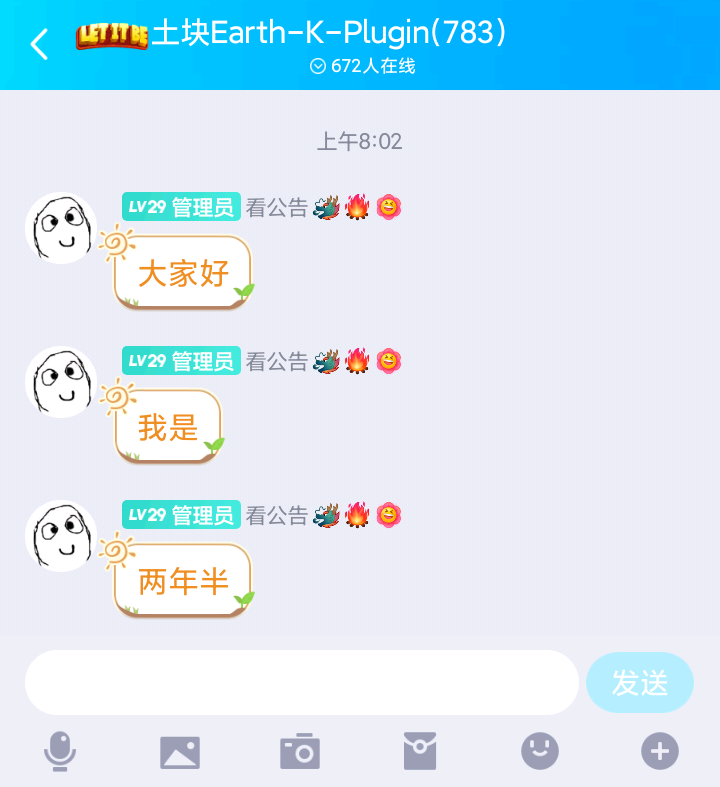 LET IT BE 土块Earth-K-Plugin(783)
672人在线
上午8:02
LV29 管理员 看公告
大家好
LV29 管理员 看公告
我是
LV29 管理员 看公告
两年半
发送